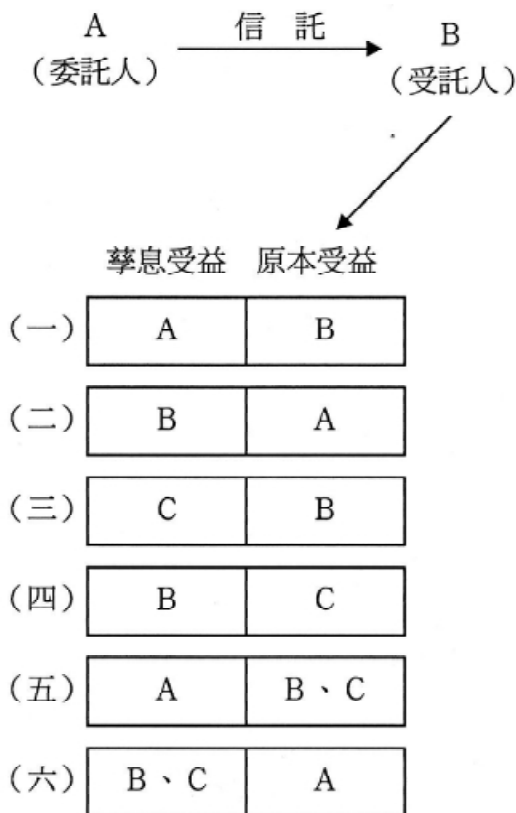 A 信託 B
（委託人） （受託人）
孳息受益 原本受益
（一） A B
（二） B A
（三） C B
（四） B C
（五） A B、C
（六） B、C A